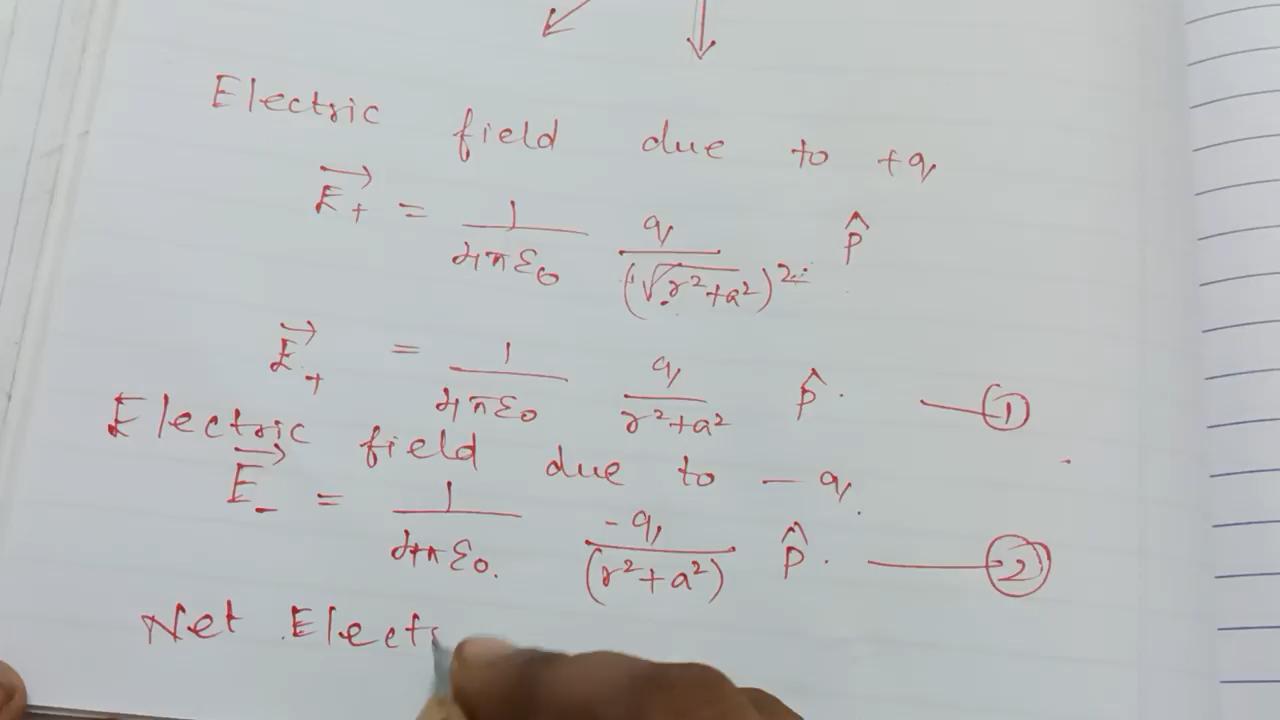 Electric field due to +q
E⃗₊ = 1/4πε₀ q/(√r²+a²)² p̂
E⃗₊ = 1/4πε₀ q/r²+a² p̂. — ①
Electric field due to – q.
E⃗₋ = 1/4πε₀. -q/(r²+a²) p̂. — ②
Net Elect